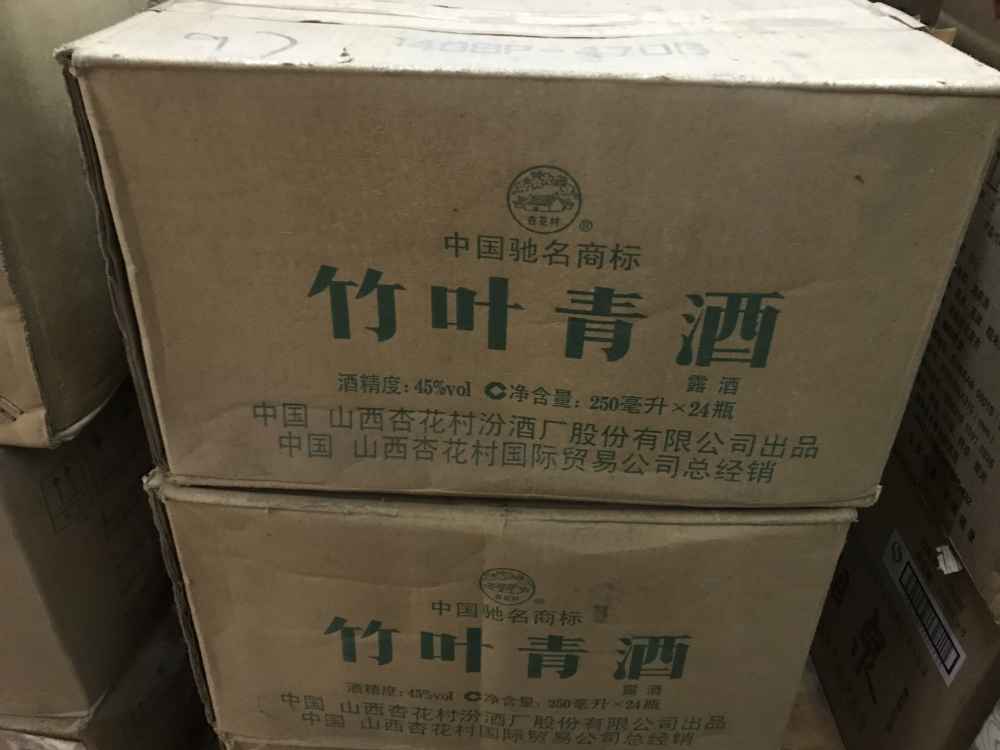 杏花村
®
中国驰名商标
竹叶青酒
露酒
酒精度:45%vol 净含量:250毫升×24瓶
中国 山西杏花村汾酒厂股份有限公司出品
中国 山西杏花村国际贸易公司总经销
中国驰名商标
竹叶青酒
露酒
酒精度:45%vol 净含量:250毫升×24瓶
中国 山西杏花村汾酒厂股份有限公司出品
中国 山西杏花村国际贸易公司总经销